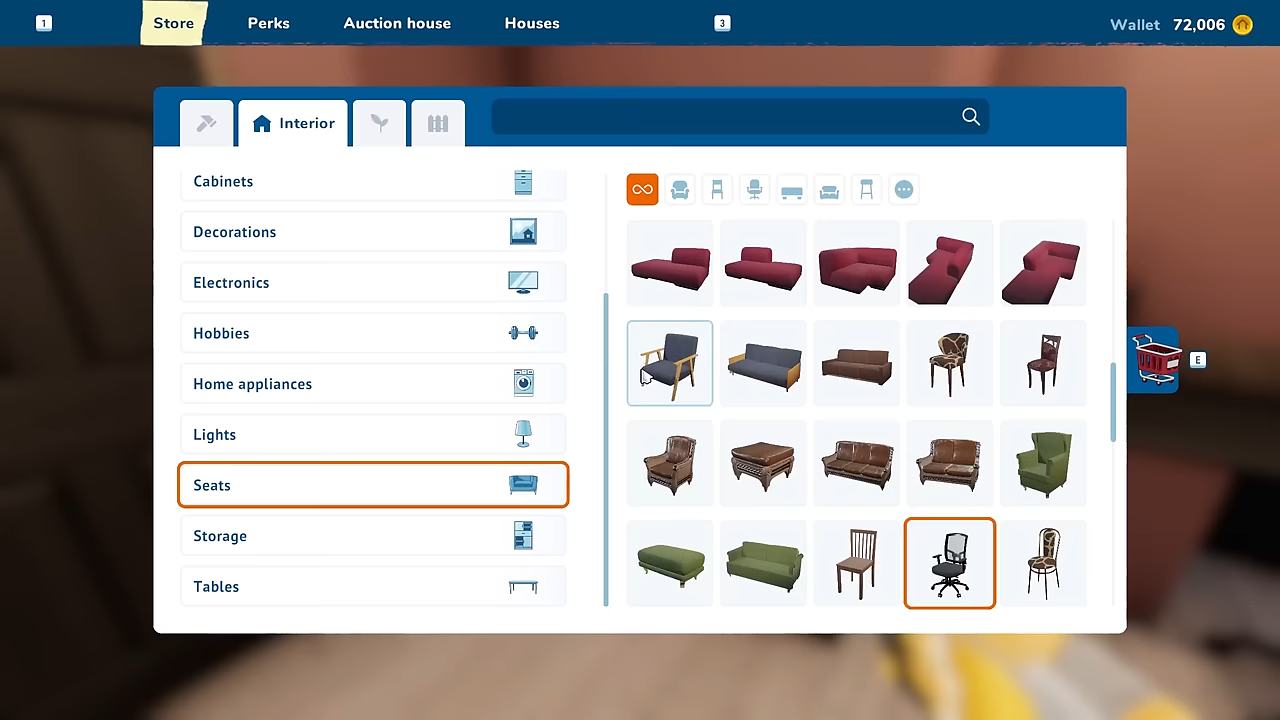 1 Store Perks Auction house Houses 3 Wallet 72,006
Interior
Cabinets
Decorations
Electronics
Hobbies
Home appliances
Lights
Seats
Storage
Tables
E